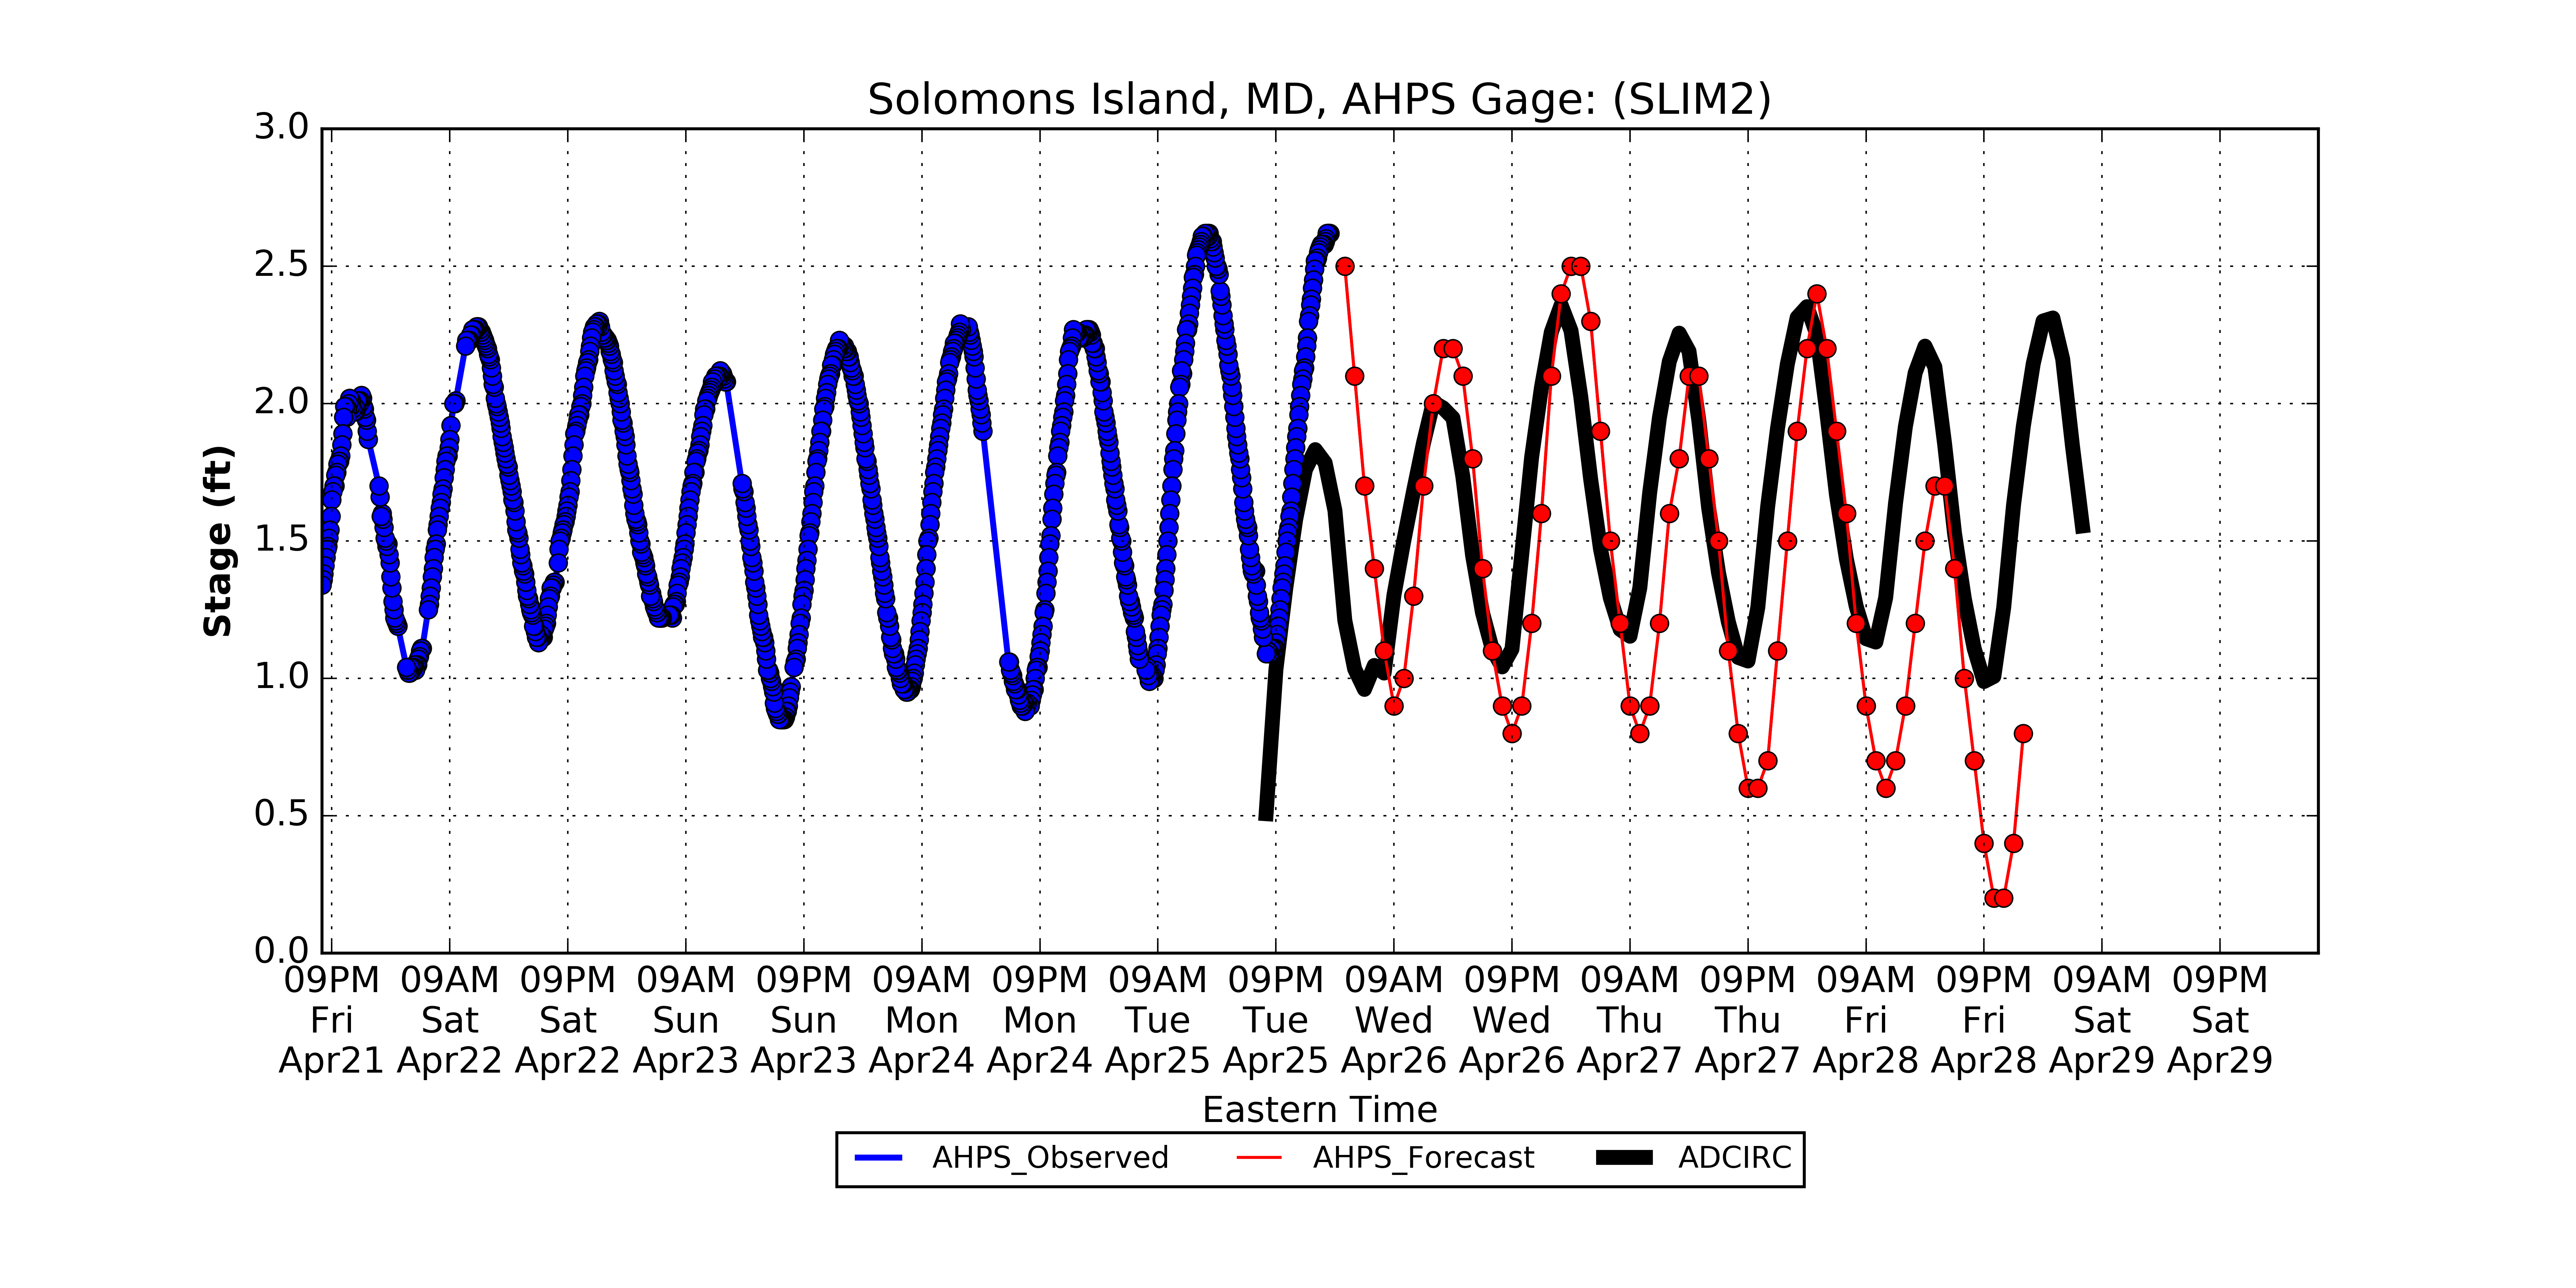 Solomons Island, MD, AHPS Gage: (SLIM2)
3.0
2.5
2.0
1.5
1.0
0.5
0.0
Stage (ft)
09PM 09AM 09PM 09AM 09PM 09AM 09PM 09AM 09PM 09AM 09PM 09AM 09PM 09AM 09PM 09AM 09PM
Fri Sat Sat Sun Sun Mon Mon Tue Tue Wed Wed Thu Thu Fri Fri Sat Sat
Apr21 Apr22 Apr22 Apr23 Apr23 Apr24 Apr24 Apr25 Apr25 Apr26 Apr26 Apr27 Apr27 Apr28 Apr28 Apr29 Apr29
Eastern Time
AHPS_Observed AHPS_Forecast ADCIRC